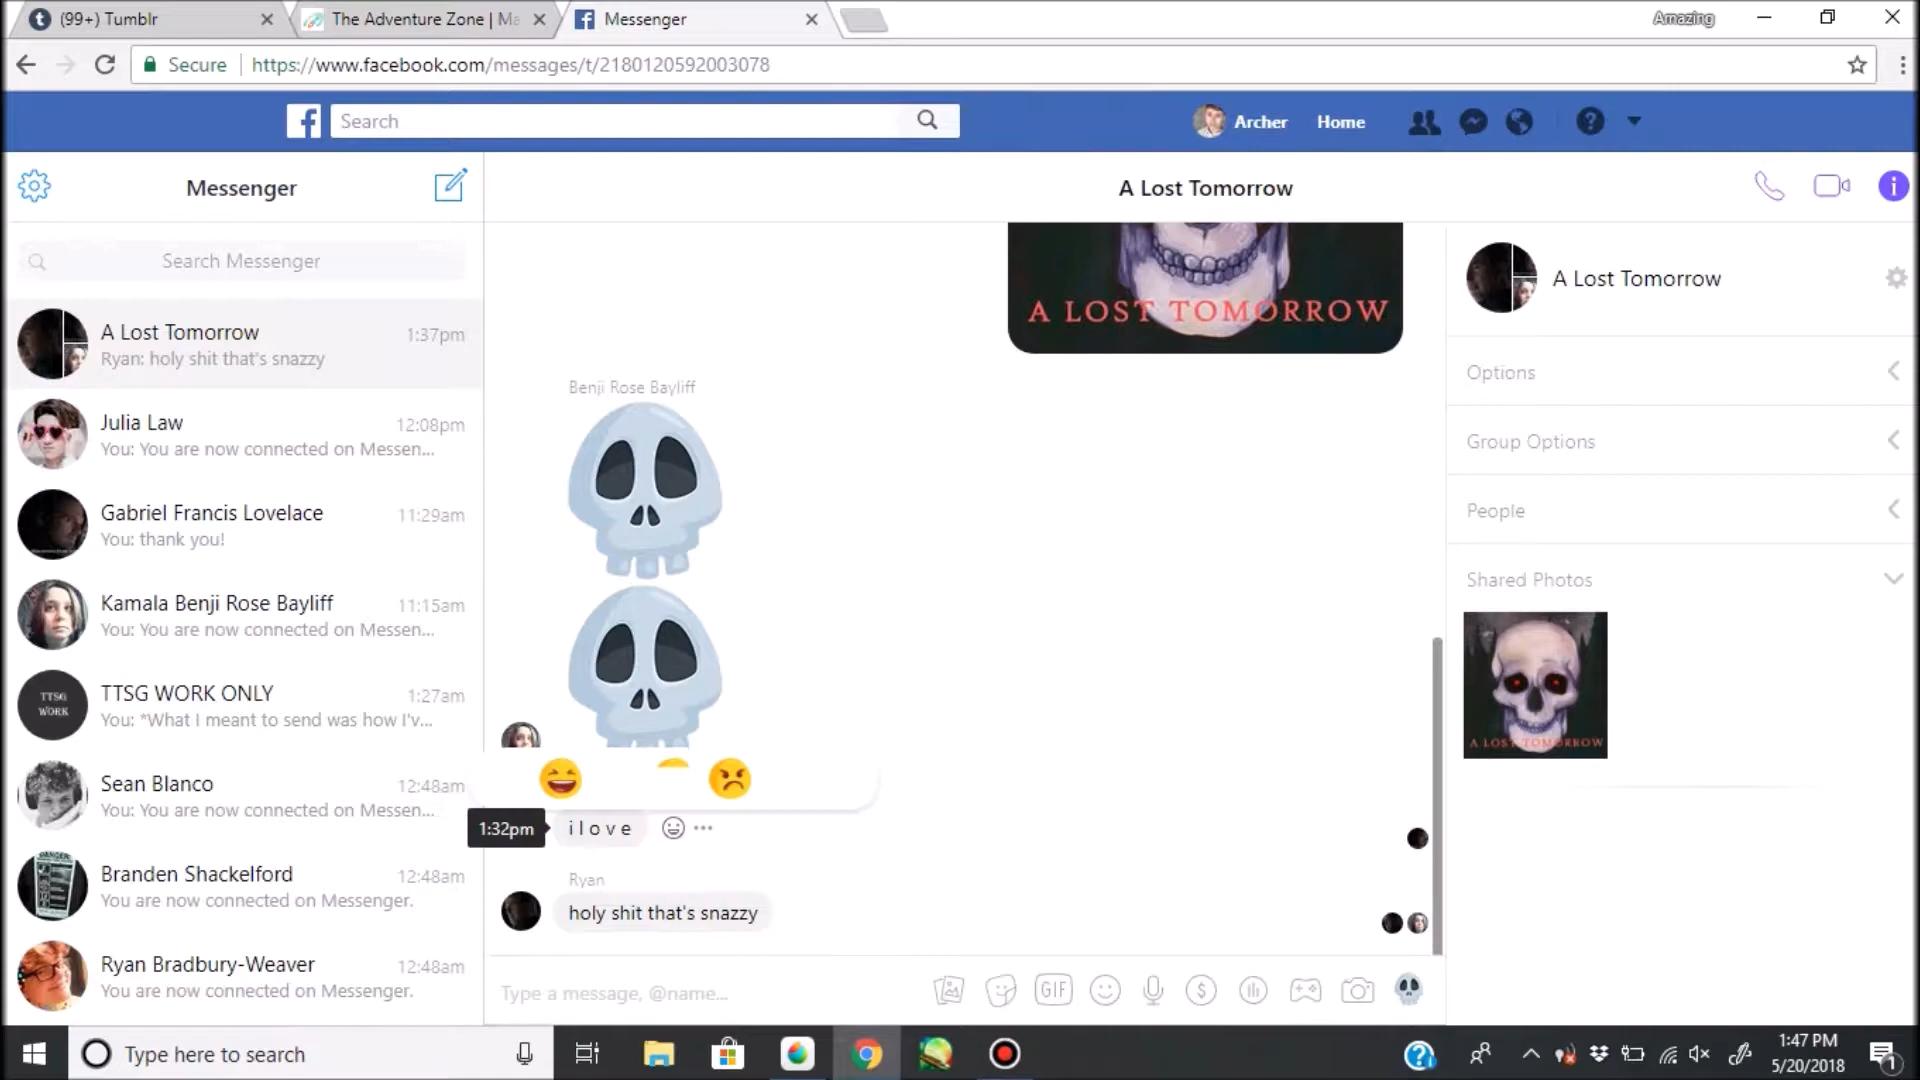 (99+) Tumblr
The Adventure Zone | Ma
Messenger
Amazing
Secure
https://www.facebook.com/messages/t/2180120592003078
Search
Archer
Home
Messenger
A Lost Tomorrow
Search Messenger
A Lost Tomorrow 1:37pm
Ryan: holy shit that's snazzy
Julia Law 12:08pm
You: You are now connected on Messen...
Gabriel Francis Lovelace 11:29am
You: thank you!
Kamala Benji Rose Bayliff 11:15am
You: You are now connected on Messen...
TTSG WORK
TTSG WORK ONLY 1:27am
You: *What I meant to send was how I'v...
Sean Blanco 12:48am
You: You are now connected on Messen...
Branden Shackelford 12:48am
You are now connected on Messenger.
Ryan Bradbury-Weaver 12:48am
You are now connected on Messenger.
A LOST TOMORROW
Benji Rose Bayliff
1:32pm
i l o v e
Ryan
holy shit that's snazzy
Type a message, @name...
GIF
A Lost Tomorrow
Options
Group Options
People
Shared Photos
A LOST TOMORROW
Type here to search
1:47 PM
5/20/2018
1